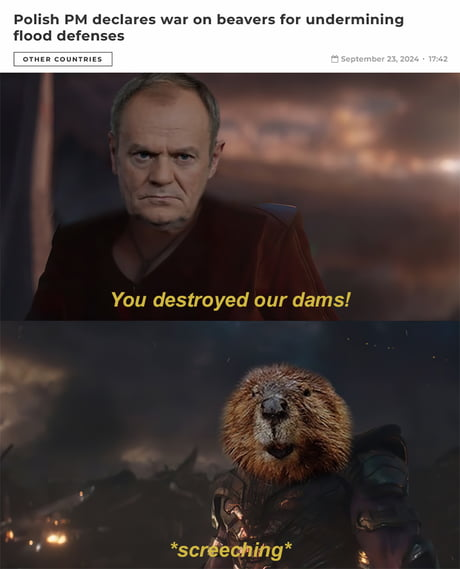 Polish PM declares war on beavers for undermining
flood defenses
OTHER COUNTRIES
September 23, 2024 · 17:42
You destroyed our dams!
*screeching*